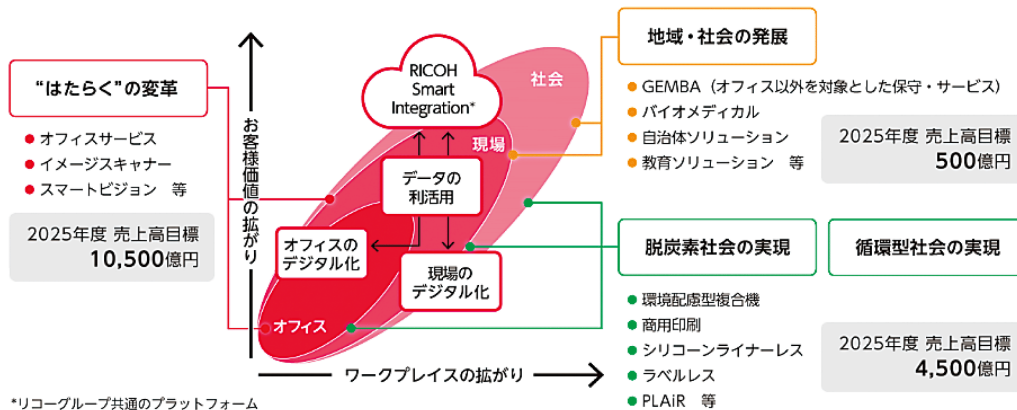 “はたらく”の変革
オフィスサービス
イメージスキャナー
スマートビジョン 等
2025年度 売上高目標
10,500億円
お客様価値の拡がり
RICOH
Smart
Integration*
社会
現場
データの
利活用
オフィスの
デジタル化
現場の
デジタル化
オフィス
ワークプレイスの拡がり
地域・社会の発展
GEMBA（オフィス以外を対象とした保守・サービス）
バイオメディカル
自治体ソリューション
教育ソリューション 等
2025年度 売上高目標
500億円
脱炭素社会の実現
循環型社会の実現
環境配慮型複合機
商用印刷
シリコーンライナーレス
ラベルレス
PLAiR 等
2025年度 売上高目標
4,500億円
*リコーグループ共通のプラットフォーム